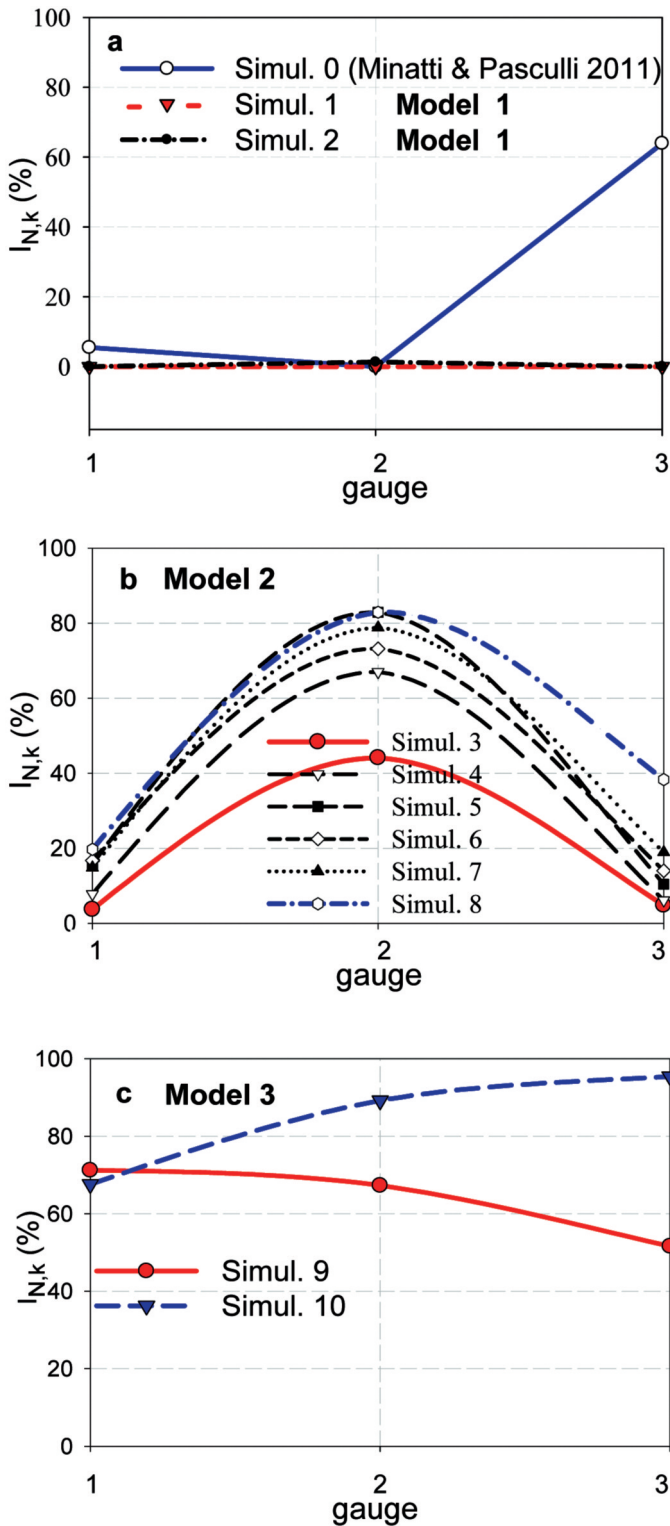 100
a
Simul. 0 (Minatti & Pasculli 2011)
80
Simul. 1 Model 1
Simul. 2 Model 1
60
I_N,k (%)
40
20
0
1 2 3
gauge
100
b Model 2
80
60
I_N,k (%)
Simul. 3
Simul. 4
40
Simul. 5
Simul. 6
20
Simul. 7
Simul. 8
0
1 2 3
gauge
100
c Model 3
80
60
I_N,k (%)
Simul. 9
40
Simul. 10
20
0
1 2 3
gauge